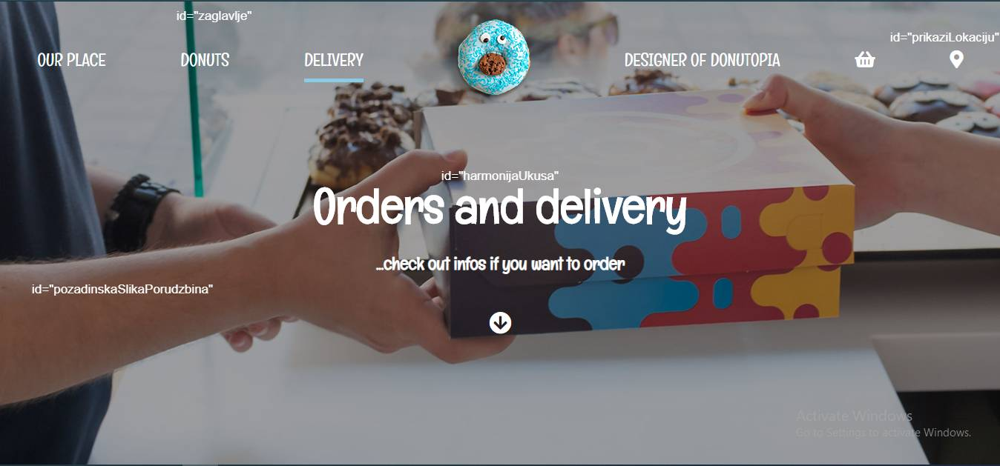 id="zaglavlje"
id="prikaziLokaciju"
OUR PLACE
DONUTS
DELIVERY
DESIGNER OF DONUTOPIA
id="harmonijaUkusa"
Orders and delivery
...check out infos if you want to order
id="pozadinskaSlikaPorudzbina"
Activate Windows
Go to Settings to activate Windows.